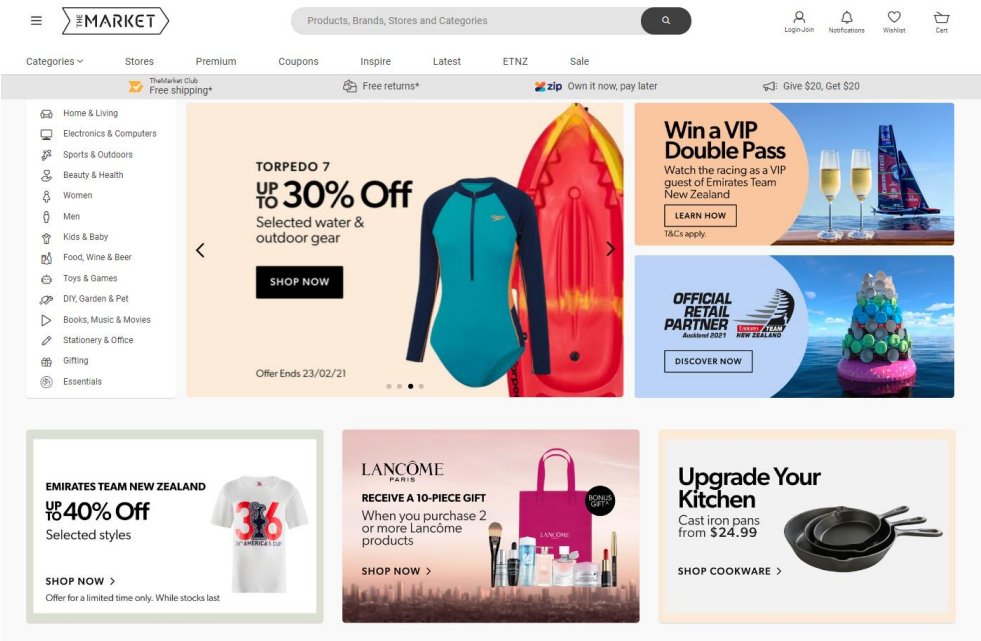 THE MARKET
Products, Brands, Stores and Categories
Login-Join
Notifications
Wishlist
Cart
Categories
Stores
Premium
Coupons
Inspire
Latest
ETNZ
Sale
TheMarket Club
Free shipping*
Free returns*
zip Own it now, pay later
Give $20, Get $20
Home & Living
Electronics & Computers
Sports & Outdoors
Beauty & Health
Women
Men
Kids & Baby
Food, Wine & Beer
Toys & Games
DIY, Garden & Pet
Books, Music & Movies
Stationery & Office
Gifting
Essentials
TORPEDO 7
UP TO 30% Off
Selected water &
outdoor gear
SHOP NOW
Offer Ends 23/02/21
Win a VIP
Double Pass
Watch the racing as a VIP
guest of Emirates Team
New Zealand
LEARN HOW
T&Cs apply.
OFFICIAL
RETAIL
PARTNER
Auckland 2021
Emirates TEAM
NEW ZEALAND
DISCOVER NOW
EMIRATES TEAM NEW ZEALAND
UP TO 40% Off
Selected styles
SHOP NOW
Offer for a limited time only. While stocks last
36
36TH AMERICA'S CUP
LANCÔME
PARIS
RECEIVE A 10-PIECE GIFT
When you purchase 2
or more Lancôme
products
SHOP NOW
BONUS
GIFT^
LANCÔME
Upgrade Your
Kitchen
Cast iron pans
from $24.99
SHOP COOKWARE